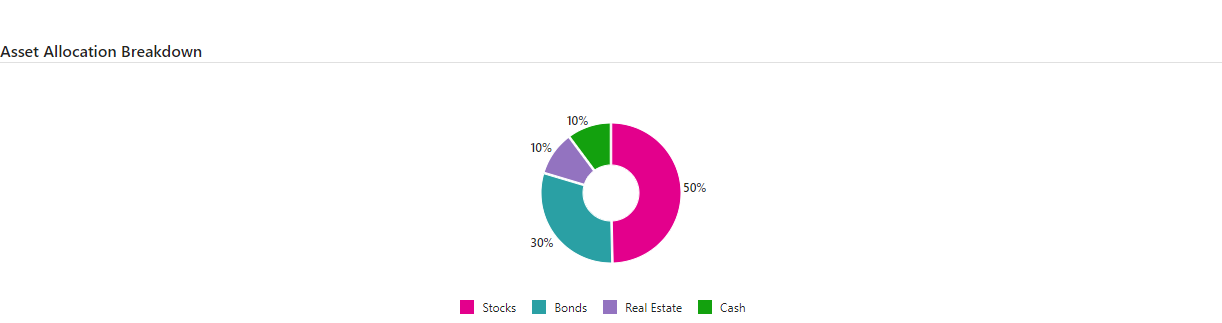 Asset Allocation Breakdown
10%
10%
50%
30%
Stocks Bonds Real Estate Cash